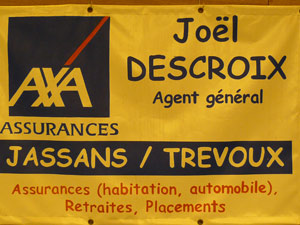 Joël
DESCROIX
Agent général
AXA
ASSURANCES
JASSANS / TREVOUX
Assurances (habitation, automobile),
Retraites, Placements